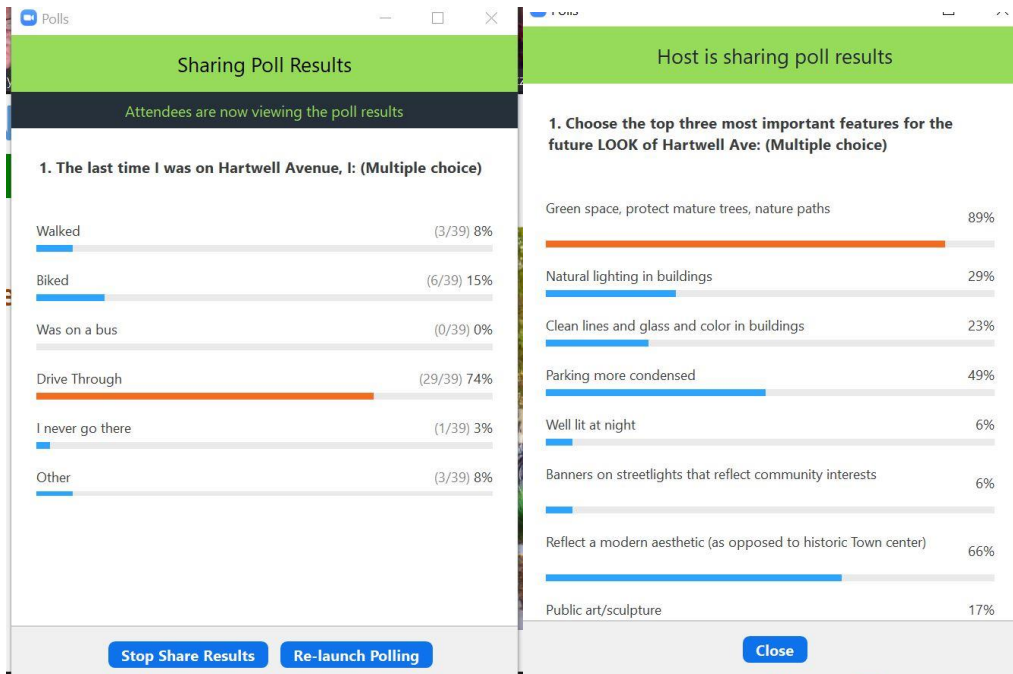 Polls
Sharing Poll Results
Attendees are now viewing the poll results
1. The last time I was on Hartwell Avenue, I: (Multiple choice)
Walked (3/39) 8%
Biked (6/39) 15%
Was on a bus (0/39) 0%
Drive Through (29/39) 74%
I never go there (1/39) 3%
Other (3/39) 8%
Stop Share Results Re-launch Polling
Polls
Host is sharing poll results
1. Choose the top three most important features for the
future LOOK of Hartwell Ave: (Multiple choice)
Green space, protect mature trees, nature paths 89%
Natural lighting in buildings 29%
Clean lines and glass and color in buildings 23%
Parking more condensed 49%
Well lit at night 6%
Banners on streetlights that reflect community interests 6%
Reflect a modern aesthetic (as opposed to historic Town center) 66%
Public art/sculpture 17%
Close